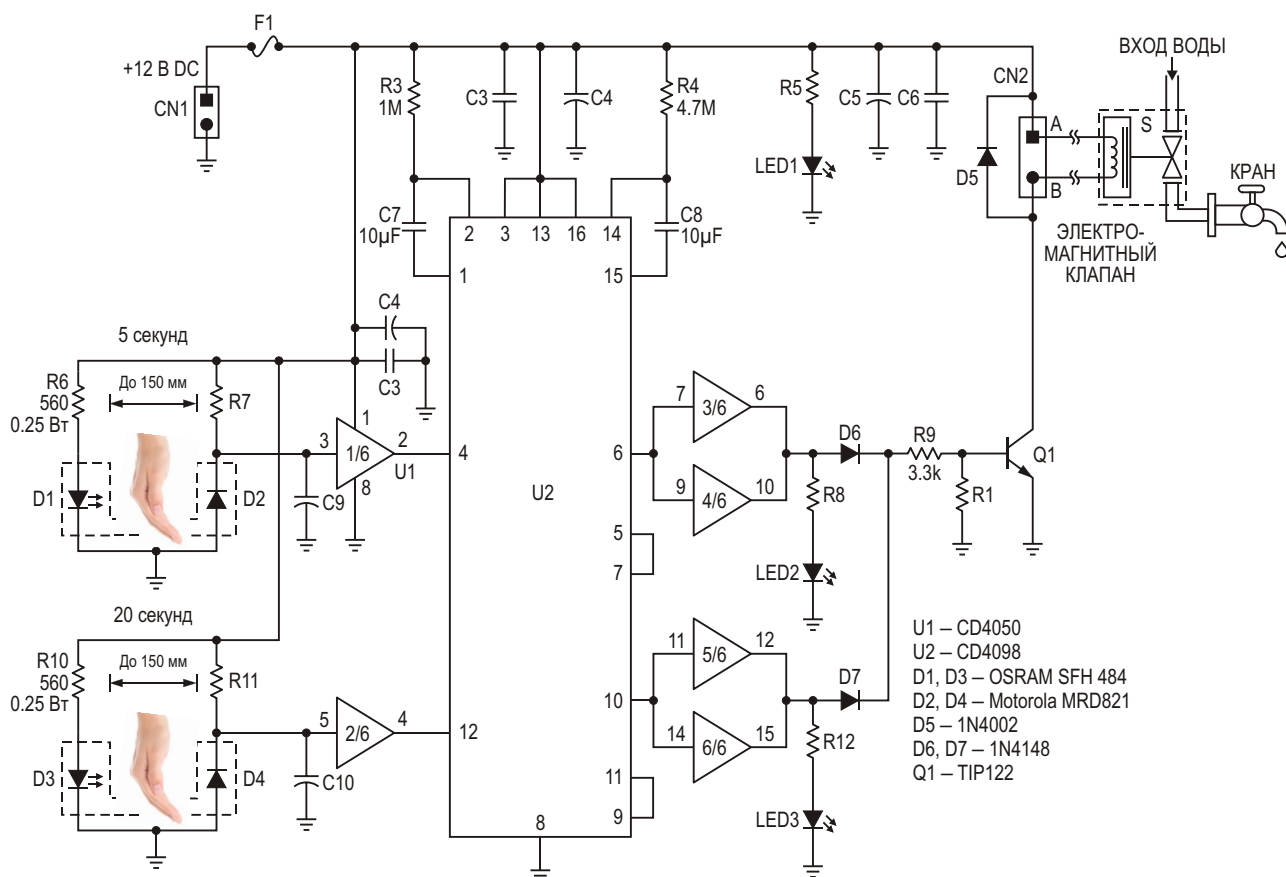 F1
+12 В DC
CN1
R3
1M
C3
C4
R4
4.7M
R5
LED1
C5
C6
CN2
D5
A
B
S
ВХОД ВОДЫ
КРАН
ЭЛЕКТРО-
МАГНИТНЫЙ
КЛАПАН
C7
10µF
C8
10µF
2
3
13
16
14
1
15
C4
C3
5 секунд
R6
560
0.25 Вт
До 150 мм
R7
D1
D2
C9
3
1/6
1
2
8
U1
4
U2
6
5
7
7
3/6
6
9
4/6
10
D6
R8
LED2
R9
3.3k
R1
Q1
20 секунд
R10
560
0.25 Вт
До 150 мм
R11
D3
D4
C10
5
2/6
4
12
10
11
9
8
11
5/6
12
14
6/6
15
D7
R12
LED3
U1 – CD4050
U2 – CD4098
D1, D3 – OSRAM SFH 484
D2, D4 – Motorola MRD821
D5 – 1N4002
D6, D7 – 1N4148
Q1 – TIP122